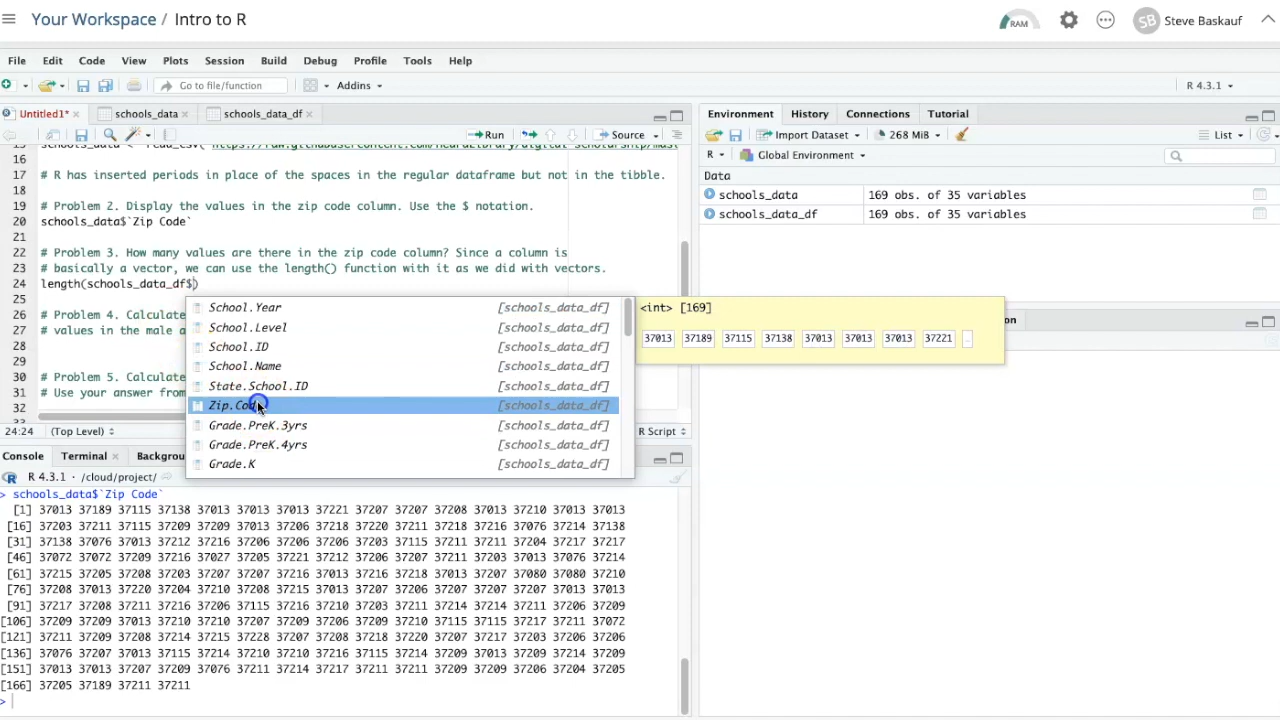 Your Workspace / Intro to R
RAM
SB Steve Baskauf
File Edit Code View Plots Session Build Debug Profile Tools Help
Go to file/function
Addins
R 4.3.1
Untitled1* schools_data schools_data_df
Run
Source
15
16
17 # R has inserted periods in place of the spaces in the regular dataframe but not in the tibble.
18
19 # Problem 2. Display the values in the zip code column. Use the $ notation.
20 schools_data$`Zip Code`
21
22 # Problem 3. How many values are there in the zip code column? Since a column is
23 # basically a vector, we can use the length() function with it as we did with vectors.
24 length(schools_data_df$)
25
26 # Problem 4. Calculate
27 # values in the male a
28
29
30 # Problem 5. Calculate
31 # Use your answer from
32
School.Year [schools_data_df]
School.Level [schools_data_df]
School.ID [schools_data_df]
School.Name [schools_data_df]
State.School.ID [schools_data_df]
Zip.Code [schools_data_df]
Grade.PreK.3yrs [schools_data_df]
Grade.PreK.4yrs [schools_data_df]
Grade.K [schools_data_df]
<int> [169]
37013 37189 37115 37138 37013 37013 37013 37221 ..
24:24 (Top Level) R Script
Console Terminal Backgrou
R 4.3.1 · /cloud/project/
> schools_data$`Zip Code`
[1] 37013 37189 37115 37138 37013 37013 37013 37221 37207 37207 37208 37013 37210 37013 37013
[16] 37203 37211 37115 37209 37209 37013 37206 37218 37220 37211 37218 37216 37076 37214 37138
[31] 37138 37076 37013 37212 37216 37206 37206 37206 37203 37115 37211 37211 37204 37217 37217
[46] 37072 37072 37209 37216 37027 37205 37221 37212 37206 37207 37211 37203 37013 37076 37214
[61] 37215 37205 37208 37203 37207 37207 37216 37013 37216 37218 37013 37207 37080 37080 37210
[76] 37208 37013 37220 37204 37210 37208 37215 37013 37207 37206 37207 37207 37207 37013 37013
[91] 37217 37208 37211 37216 37206 37115 37216 37210 37203 37211 37214 37214 37211 37206 37209
[106] 37209 37209 37013 37210 37210 37209 37206 37209 37210 37115 37115 37217 37211 37072
[121] 37211 37209 37208 37214 37215 37228 37207 37208 37218 37220 37207 37217 37203 37206 37206
[136] 37076 37207 37013 37115 37214 37210 37210 37216 37115 37214 37209 37013 37209 37214 37209
[151] 37013 37013 37207 37209 37076 37211 37214 37217 37211 37211 37209 37209 37206 37204 37205
[166] 37205 37189 37211 37211
>
Environment History Connections Tutorial
Import Dataset 268 MiB List
R Global Environment
Data
schools_data 169 obs. of 35 variables
schools_data_df 169 obs. of 35 variables
on